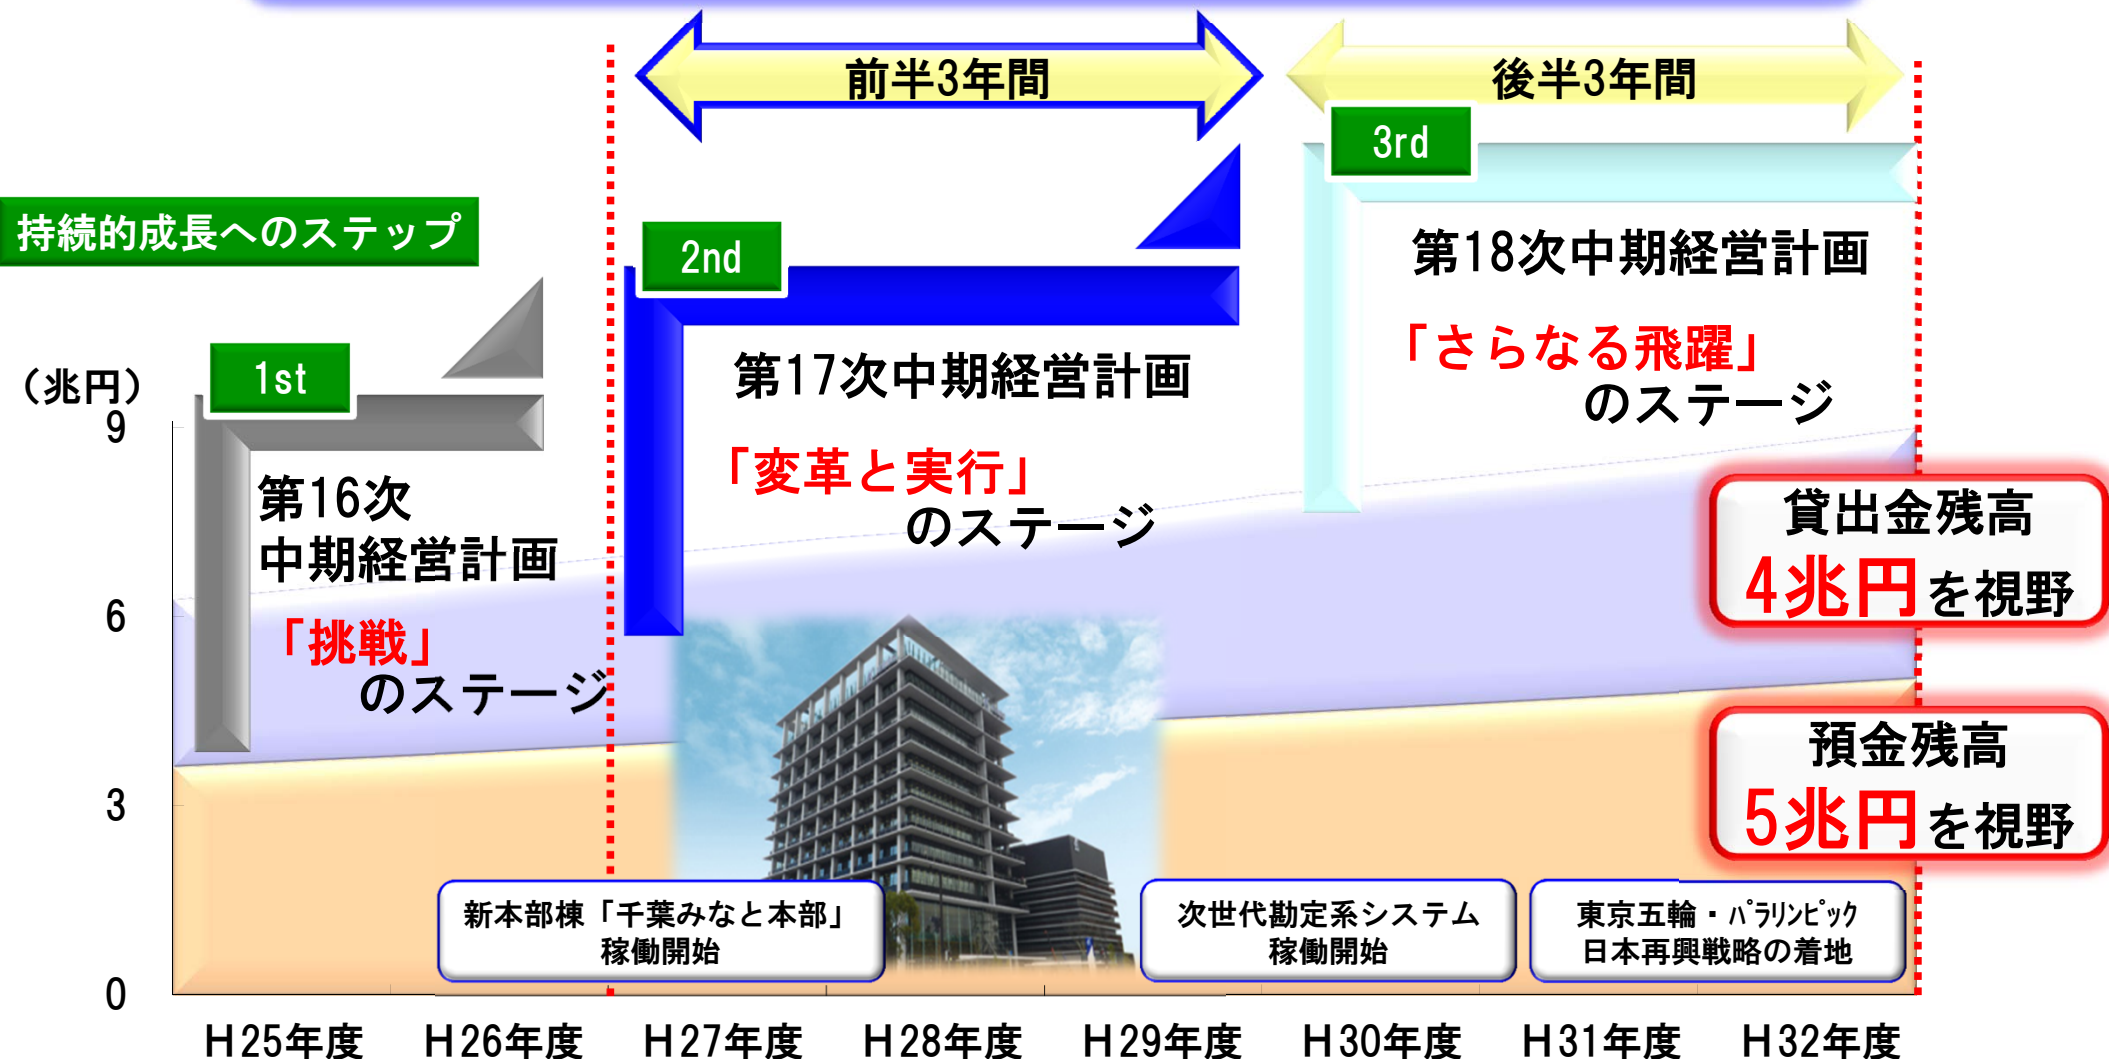 前半3年間
後半3年間
持続的成長へのステップ
1st
第16次
中期経営計画
「挑戦」
のステージ
2nd
第17次中期経営計画
「変革と実行」
のステージ
3rd
第18次中期経営計画
「さらなる飛躍」
のステージ
(兆円)
9
6
3
0
貸出金残高
4兆円を視野
預金残高
5兆円を視野
新本部棟「千葉みなと本部」
稼働開始
次世代勘定系システム
稼働開始
東京五輪・ﾊﾟﾗﾘﾝﾋﾟｯｸ
日本再興戦略の着地
H25年度 H26年度 H27年度 H28年度 H29年度 H30年度 H31年度 H32年度